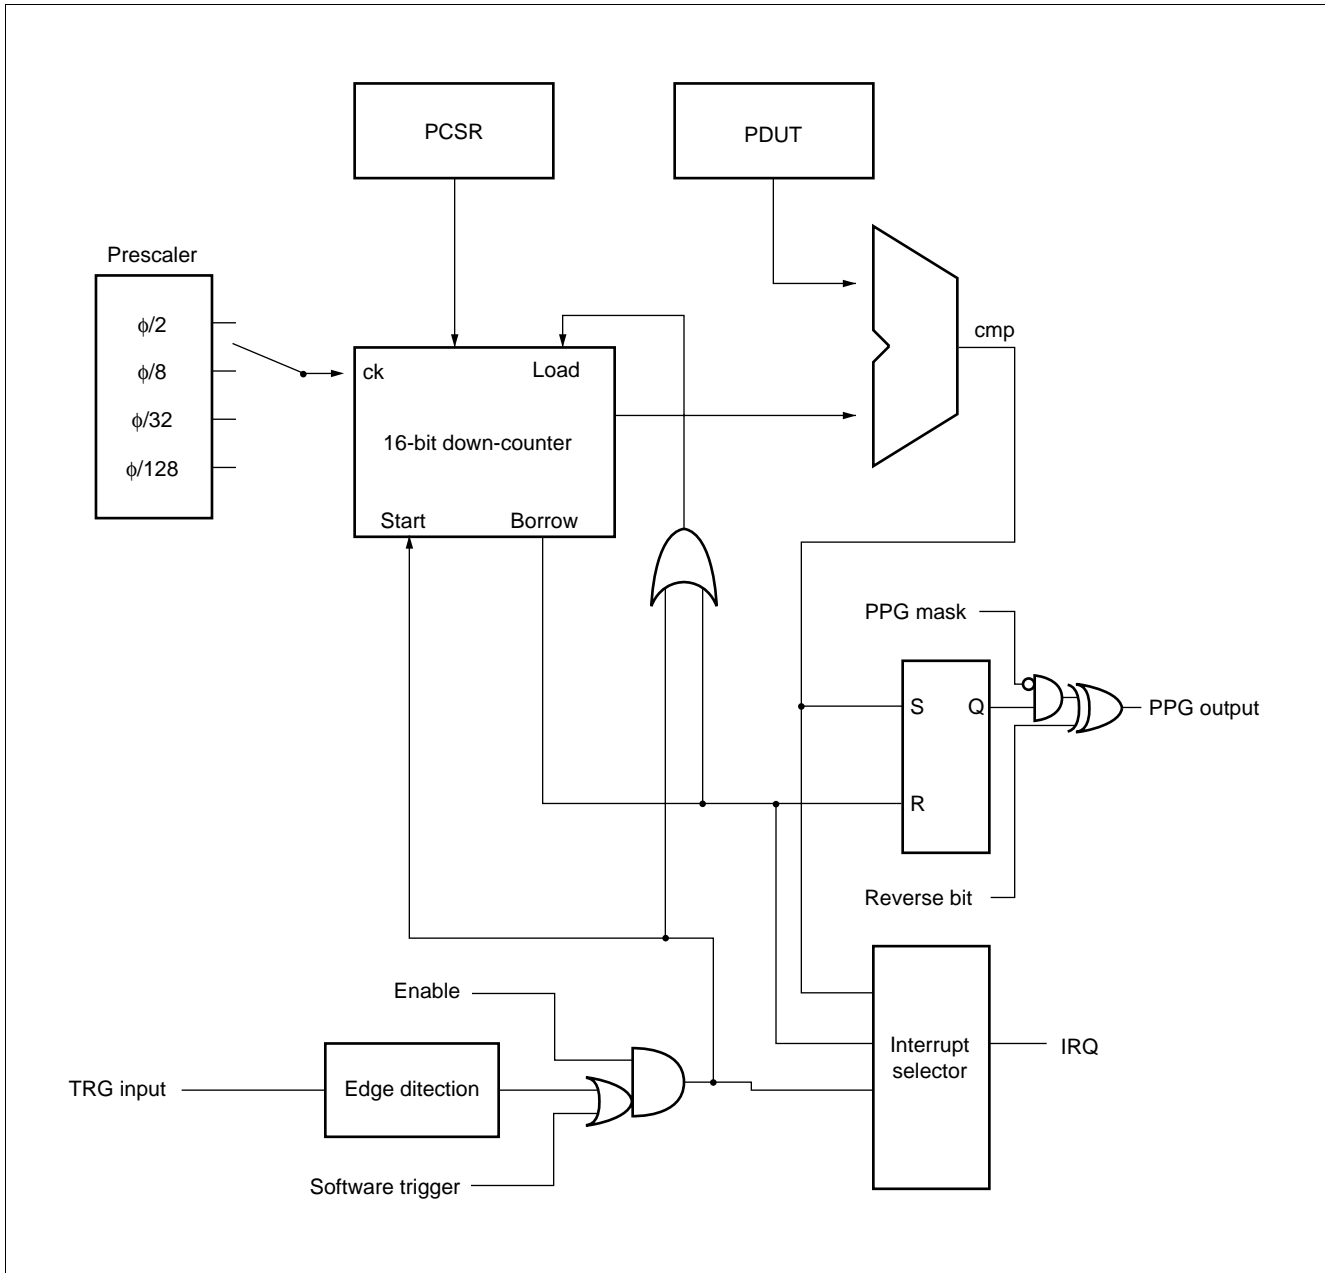 PCSR
PDUT
Prescaler
ϕ/2
ϕ/8
ϕ/32
ϕ/128
ck
Load
16-bit down-counter
Start
Borrow
cmp
PPG mask
S
Q
R
PPG output
Reverse bit
Enable
TRG input
Edge ditection
Software trigger
Interrupt
selector
IRQ